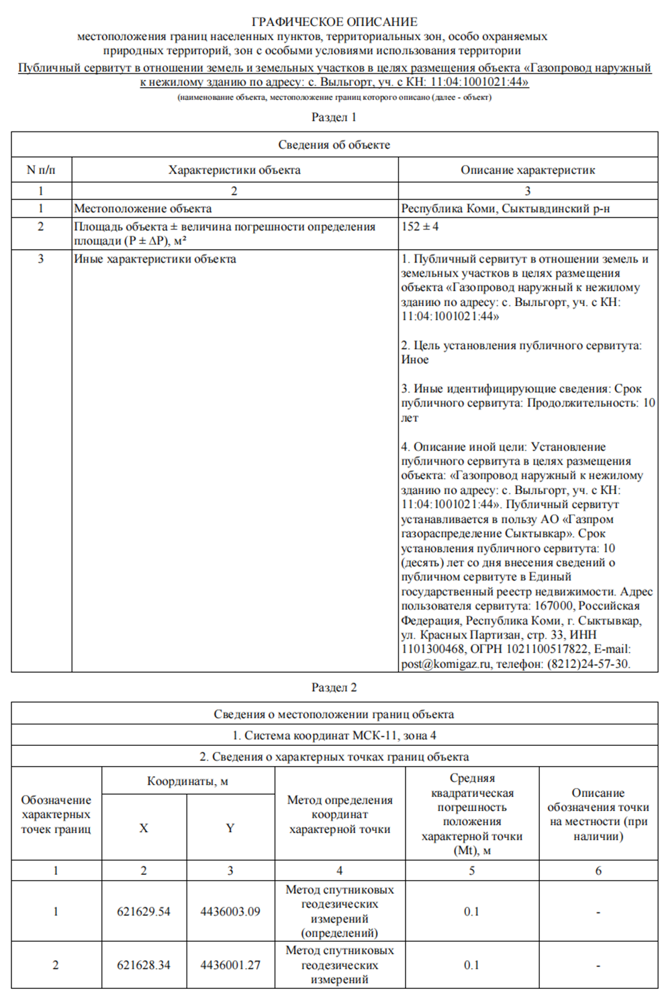 ГРАФИЧЕСКОЕ ОПИСАНИЕ
местоположения границ населенных пунктов, территориальных зон, особо охраняемых
природных территорий, зон с особыми условиями использования территории
Публичный сервитут в отношении земель и земельных участков в целях размещения объекта «Газопровод наружный
к нежилому зданию по адресу: с. Выльгорт, уч. с КН: 11:04:1001021:44»
(наименование объекта, местоположение границ которого описано (далее - объект)
Раздел 1
Сведения об объекте
N п/п
Характеристики объекта
Описание характеристик
1
2
3
1
Местоположение объекта
Республика Коми, Сыктывдинский р-н
2
Площадь объекта ± величина погрешности определения
площади (P ± ΔP), м²
152 ± 4
3
Иные характеристики объекта
1. Публичный сервитут в отношении земель и
земельных участков в целях размещения
объекта «Газопровод наружный к нежилому
зданию по адресу: с. Выльгорт, уч. с КН:
11:04:1001021:44»
2. Цель установления публичного сервитута:
Иное
3. Иные идентифицирующие сведения: Срок
публичного сервитута: Продолжительность: 10
лет
4. Описание иной цели: Установление
публичного сервитута в целях размещения
объекта: «Газопровод наружный к нежилому
зданию по адресу: с. Выльгорт, уч. с КН:
11:04:1001021:44». Публичный сервитут
устанавливается в пользу АО «Газпром
газораспределение Сыктывкар». Срок
установления публичного сервитута: 10
(десять) лет со дня внесения сведений о
публичном сервитуте в Единый
государственный реестр недвижимости. Адрес
пользователя сервитута: 167000, Российская
Федерация, Республика Коми, г. Сыктывкар,
ул. Красных Партизан, стр. 33, ИНН
1101300468, ОГРН 1021100517822, E-mail:
post@komigaz.ru, телефон: (8212)24-57-30.
Раздел 2
Сведения о местоположении границ объекта
1. Система координат МСК-11, зона 4
2. Сведения о характерных точках границ объекта
Обозначение
характерных
точек границ
Координаты, м
X
Y
Метод определения
координат
характерной точки
Средняя
квадратическая
погрешность
положения
характерной точки
(Mt), м
Описание
обозначения точки
на местности (при
наличии)
1
2
3
4
5
6
1
621629.54
4436003.09
Метод спутниковых
геодезических
измерений
(определений)
0.1
-
2
621628.34
4436001.27
Метод спутниковых
геодезических
измерений
0.1
-